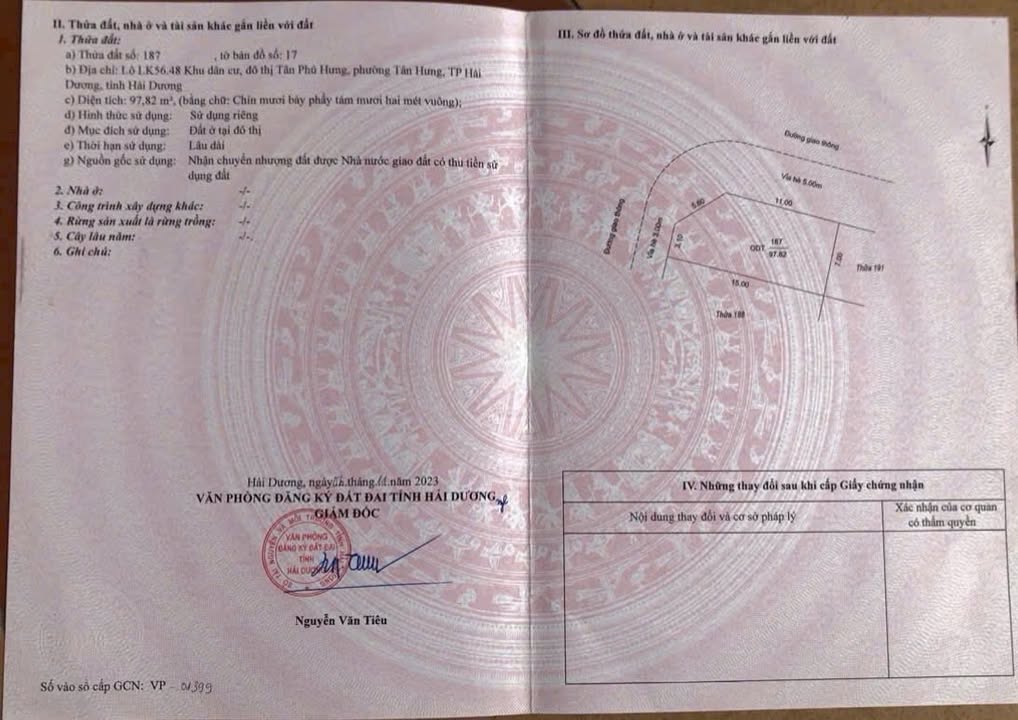 II. Thửa đất, nhà ở và tài sản khác gắn liền với đất
1. Thửa đất:
a) Thửa đất số: 187 , tờ bản đồ số: 17
b) Địa chỉ: Lô LK56.48 Khu dân cư, đô thị Tân Phú Hưng, phường Tân Hưng, TP Hải
Dương, tỉnh Hải Dương
c) Diện tích: 97,82 m², (bằng chữ: Chín mươi bảy phẩy tám mươi hai mét vuông);
d) Hình thức sử dụng: Sử dụng riêng
đ) Mục đích sử dụng: Đất ở tại đô thị
e) Thời hạn sử dụng: Lâu dài
g) Nguồn gốc sử dụng: Nhận chuyển nhượng đất được Nhà nước giao đất có thu tiền sử
dụng đất
2. Nhà ở: -/-
3. Công trình xây dựng khác: -/-
4. Rừng sản xuất là rừng trồng: -/-
5. Cây lâu năm: -/-.
6. Ghi chú:
Hải Dương, ngày tháng năm 2023
VĂN PHÒNG ĐĂNG KÝ ĐẤT ĐAI TỈNH HẢI DƯƠNG
GIÁM ĐỐC
VĂN PHÒNG
ĐĂNG KÝ ĐẤT ĐAI
TỈNH
HẢI DƯƠNG
Nguyễn Văn Tiêu
Số vào sổ cấp GCN: VP
III. Sơ đồ thửa đất, nhà ở và tài sản khác gắn liền với đất
Đường giao thông
Vỉa hè 5.00m
11.00
5.60
Đường giao thông
Vỉa hè 3.00m
3.10
ODT 187
97.82
7.00
Thửa 191
15.00
Thửa 188
IV. Những thay đổi sau khi cấp Giấy chứng nhận
Nội dung thay đổi và cơ sở pháp lý
Xác nhận của cơ quan
có thẩm quyền